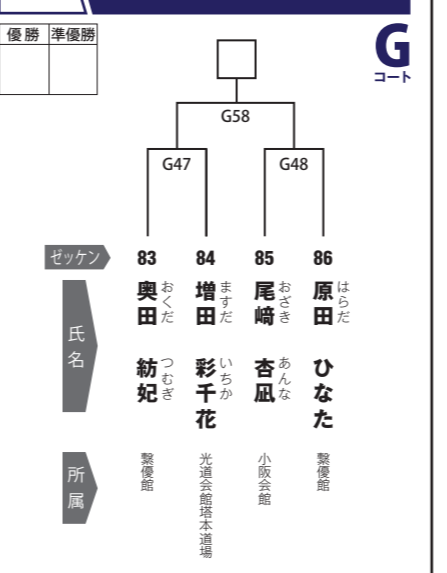 優勝 準優勝
G
コート
G58
G47 G48
ゼッケン 83 84 85 86
氏名
奥田 紡妃
おくだ つむぎ
増田 彩千花
ますだ いちか
尾﨑 杏凪
おざき あんな
原田 ひなた
はらだ
所属
繋優館
光道会館塔本道場
小阪会館
繋優館